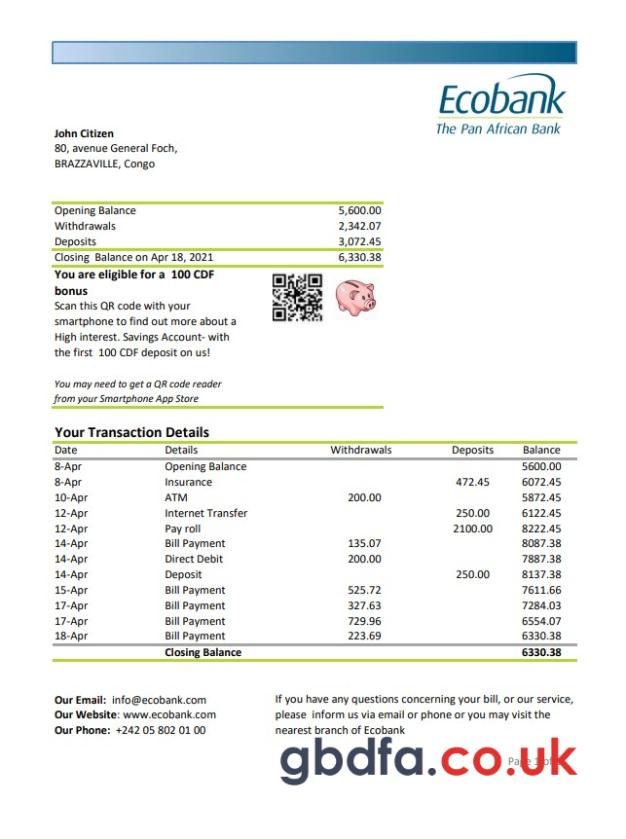 Ecobank
The Pan African Bank
John Citizen
80, avenue General Foch,
BRAZZAVILLE, Congo
Opening Balance 5,600.00
Withdrawals 2,342.07
Deposits 3,072.45
Closing Balance on Apr 18, 2021 6,330.38
You are eligible for a 100 CDF
bonus
Scan this QR code with your
smartphone to find out more about a
High interest. Savings Account- with
the first 100 CDF deposit on us!
You may need to get a QR code reader
from your Smartphone App Store
Your Transaction Details
Date Details Withdrawals Deposits Balance
8-Apr Opening Balance 5600.00
8-Apr Insurance 472.45 6072.45
10-Apr ATM 200.00 5872.45
12-Apr Internet Transfer 250.00 6122.45
12-Apr Pay roll 2100.00 8222.45
14-Apr Bill Payment 135.07 8087.38
14-Apr Direct Debit 200.00 7887.38
14-Apr Deposit 250.00 8137.38
15-Apr Bill Payment 525.72 7611.66
17-Apr Bill Payment 327.63 7284.03
17-Apr Bill Payment 729.96 6554.07
18-Apr Bill Payment 223.69 6330.38
Closing Balance 6330.38
Our Email: info@ecobank.com
Our Website: www.ecobank.com
Our Phone: +242 05 802 01 00
If you have any questions concerning your bill, or our service,
please inform us via email or phone or you may visit the
nearest branch of Ecobank
gbdfa.co.uk
Page